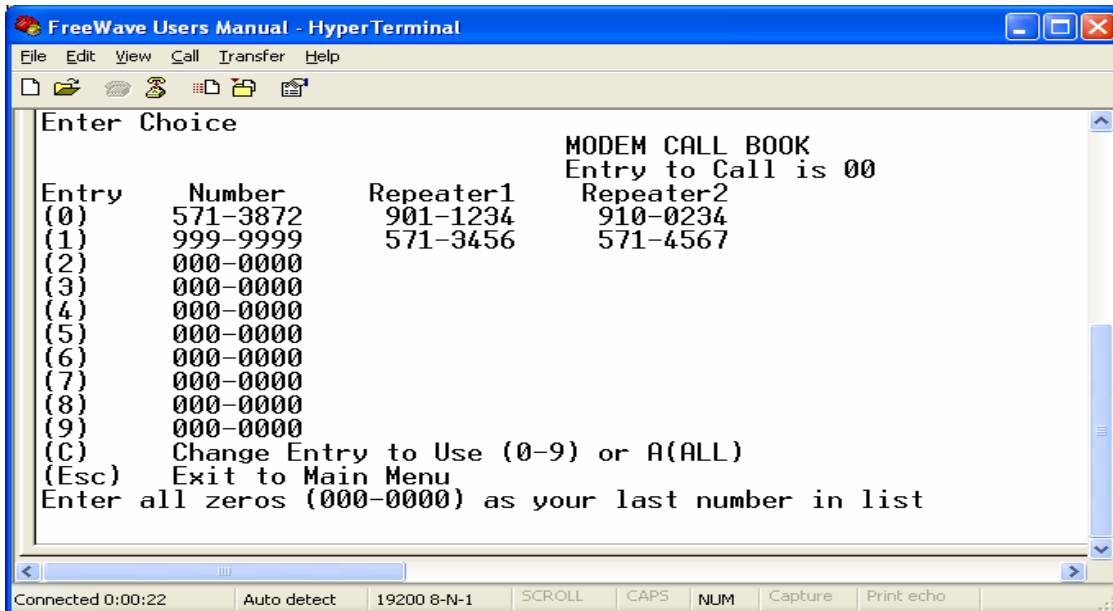 FreeWave Users Manual - HyperTerminal
File Edit View Call Transfer Help
Enter Choice
MODEM CALL BOOK
Entry to Call is 00
Entry Number Repeater1 Repeater2
(0) 571-3872 901-1234 910-0234
(1) 999-9999 571-3456 571-4567
(2) 000-0000
(3) 000-0000
(4) 000-0000
(5) 000-0000
(6) 000-0000
(7) 000-0000
(8) 000-0000
(9) 000-0000
(C) Change Entry to Use (0-9) or A(ALL)
(Esc) Exit to Main Menu
Enter all zeros (000-0000) as your last number in list
Connected 0:00:22 Auto detect 19200 8-N-1 SCROLL CAPS NUM Capture Print echo